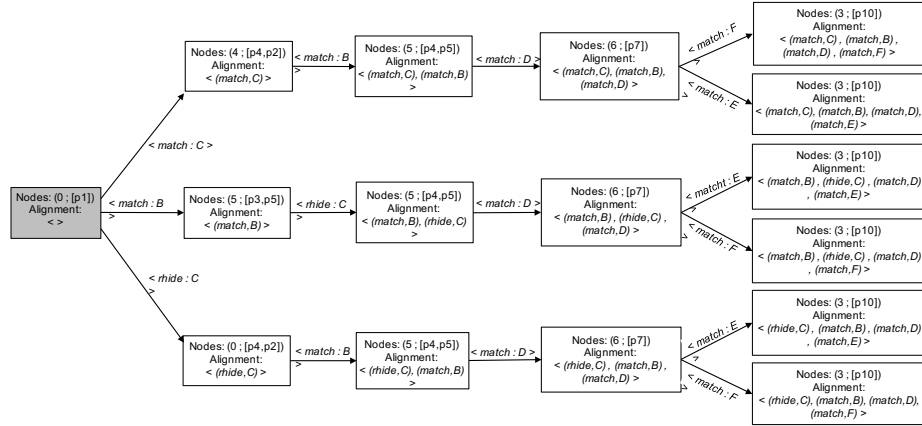 Nodes: (3 ; [p10])
Alignment:
< (match,C) , (match,B) ,
(match,D) , (match,F) >
< match : F
>
Nodes: (4 ; [p4,p2])
Alignment:
< (match,C) >
< match : B
>
Nodes: (5 ; [p4,p5])
Alignment:
< (match,C), (match,B)
>
< match : D >
Nodes: (6 ; [p7])
Alignment:
< (match,C), (match,B),
(match,D) >
< match : E
>
Nodes: (3 ; [p10])
Alignment:
< (match,C), (match,B), (match,D),
(match,E) >
< match : C >
Nodes: (0 ; [p1])
Alignment:
< >
< match : B
>
Nodes: (5 ; [p3,p5])
Alignment:
< (match,B) >
< rhide : C
>
Nodes: (5 ; [p4,p5])
Alignment:
< (match,B), (rhide,C)
>
< match : D >
Nodes: (6 ; [p7])
Alignment:
< (match,B) , (rhide,C) ,
(match,D) >
< matcht : E
>
Nodes: (3 ; [p10])
Alignment:
< (match,B) , (rhide,C) , (match,D)
, (match,E) >
< match : F
>
Nodes: (3 ; [p10])
Alignment:
< (match,B) , (rhide,C) , (match,D)
, (match,F) >
< rhide : C
>
Nodes: (0 ; [p4,p2])
Alignment:
< (rhide,C) >
< match : B
>
Nodes: (5 ; [p4,p5])
Alignment:
< (rhide,C), (match,B)
>
< match : D >
Nodes: (6 ; [p7])
Alignment:
< (rhide,C) , (match,B) ,
(match,D) >
< match : E
>
Nodes: (3 ; [p10])
Alignment:
< (rhide,C) , (match,B) , (match,D)
, (match,E) >
< match : F
>
Nodes: (3 ; [p10])
Alignment:
< (rhide,C), (match,B), (match,D),
(match,F) >